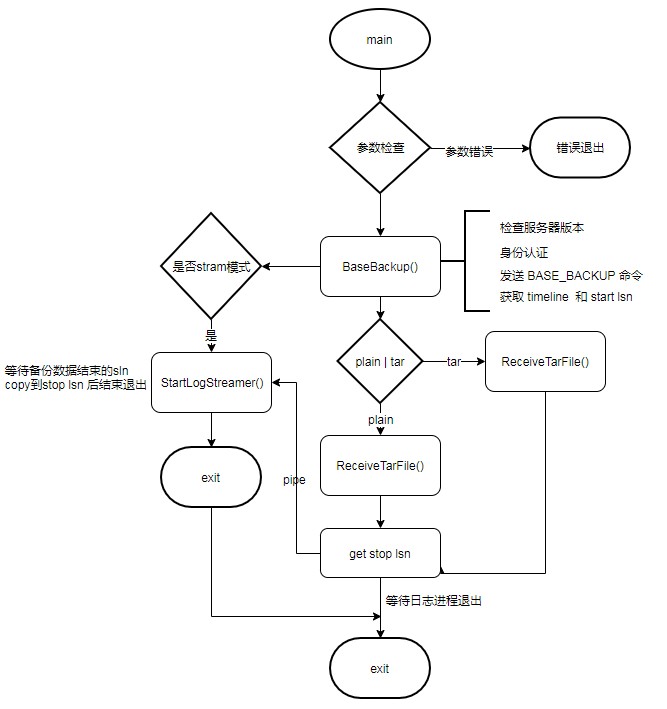 main
参数检查
参数错误
错误退出
检查服务器版本
身份认证
发送 BASE_BACKUP 命令
获取 timeline 和 start lsn
BaseBackup()
是否stram模式
是
plain | tar
tar
ReceiveTarFile()
等待备份数据结束的sln
copy到stop lsn 后结束退出
StartLogStreamer()
plain
ReceiveTarFile()
exit
pipe
get stop lsn
等待日志进程退出
exit